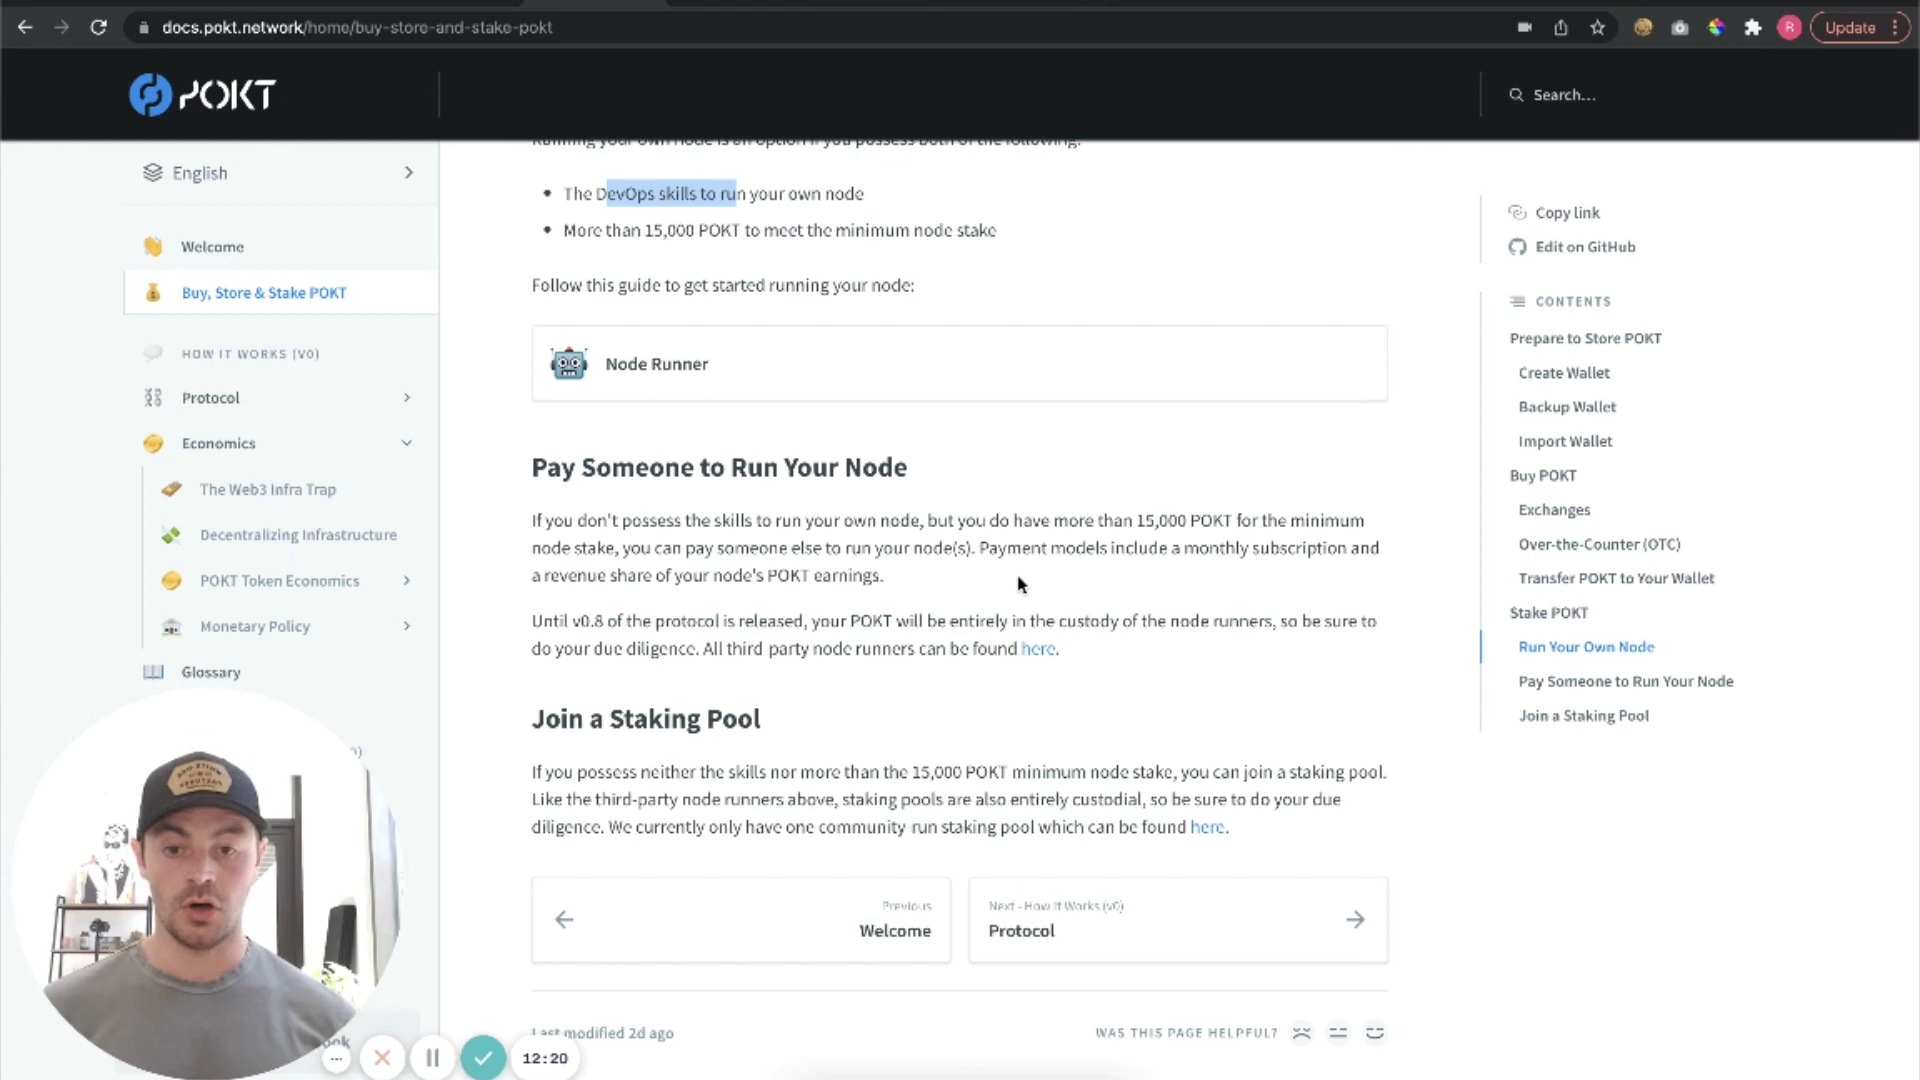 docs.pokt.network/home/buy-store-and-stake-pokt
R
Update
POKT
Search...
English
Welcome
Buy, Store & Stake POKT
HOW IT WORKS (V0)
Protocol
Economics
The Web3 Infra Trap
Decentralizing Infrastructure
POKT Token Economics
Monetary Policy
Glossary
Running your own node is an option if you possess both of the following:
• The DevOps skills to run your own node
• More than 15,000 POKT to meet the minimum node stake
Follow this guide to get started running your node:
Node Runner
Pay Someone to Run Your Node
If you don't possess the skills to run your own node, but you do have more than 15,000 POKT for the minimum
node stake, you can pay someone else to run your node(s). Payment models include a monthly subscription and
a revenue share of your node's POKT earnings.
Until v0.8 of the protocol is released, your POKT will be entirely in the custody of the node runners, so be sure to
do your due diligence. All third-party node runners can be found here.
Join a Staking Pool
If you possess neither the skills nor more than the 15,000 POKT minimum node stake, you can join a staking pool.
Like the third-party node runners above, staking pools are also entirely custodial, so be sure to do your due
diligence. We currently only have one community-run staking pool which can be found here.
Previous
Welcome
Next - How It Works (v0)
Protocol
Last modified 2d ago
WAS THIS PAGE HELPFUL?
Copy link
Edit on GitHub
CONTENTS
Prepare to Store POKT
Create Wallet
Backup Wallet
Import Wallet
Buy POKT
Exchanges
Over-the-Counter (OTC)
Transfer POKT to Your Wallet
Stake POKT
Run Your Own Node
Pay Someone to Run Your Node
Join a Staking Pool
12:20